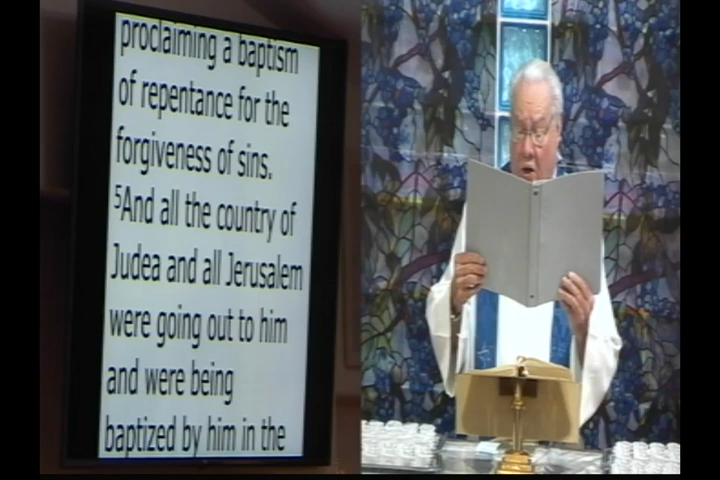 proclaiming a baptism
of repentance for the
forgiveness of sins.
⁵And all the country of
Judea and all Jerusalem
were going out to him
and were being
baptized by him in the